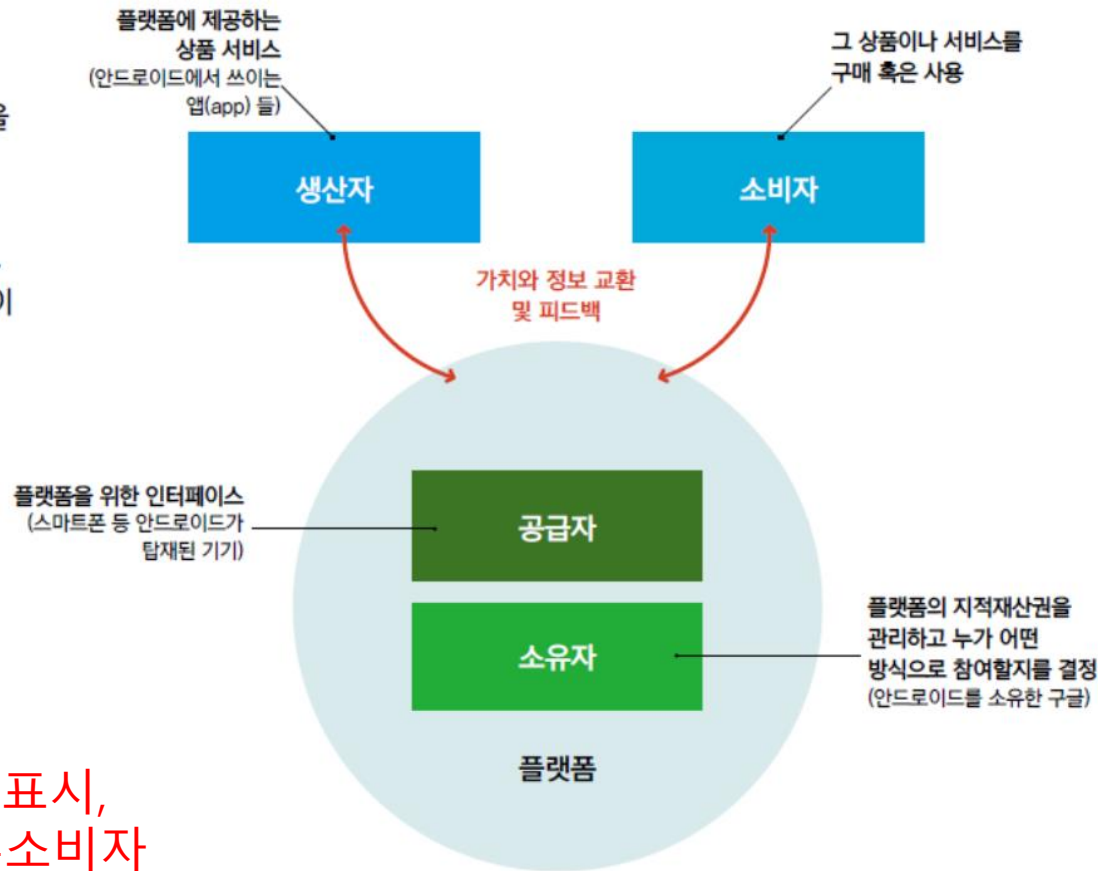 플랫폼에 제공하는
상품 서비스
(안드로이드에서 쓰이는
앱(app) 들)
그 상품이나 서비스를
구매 혹은 사용
을
생산자
소비자
이
가치와 정보 교환
및 피드백
플랫폼을 위한 인터페이스
(스마트폰 등 안드로이드가
탑재된 기기)
공급자
소유자
플랫폼의 지적재산권을
관리하고 누가 어떤
방식으로 참여할지를 결정
(안드로이드를 소유한 구글)
플랫폼
표시,
소비자